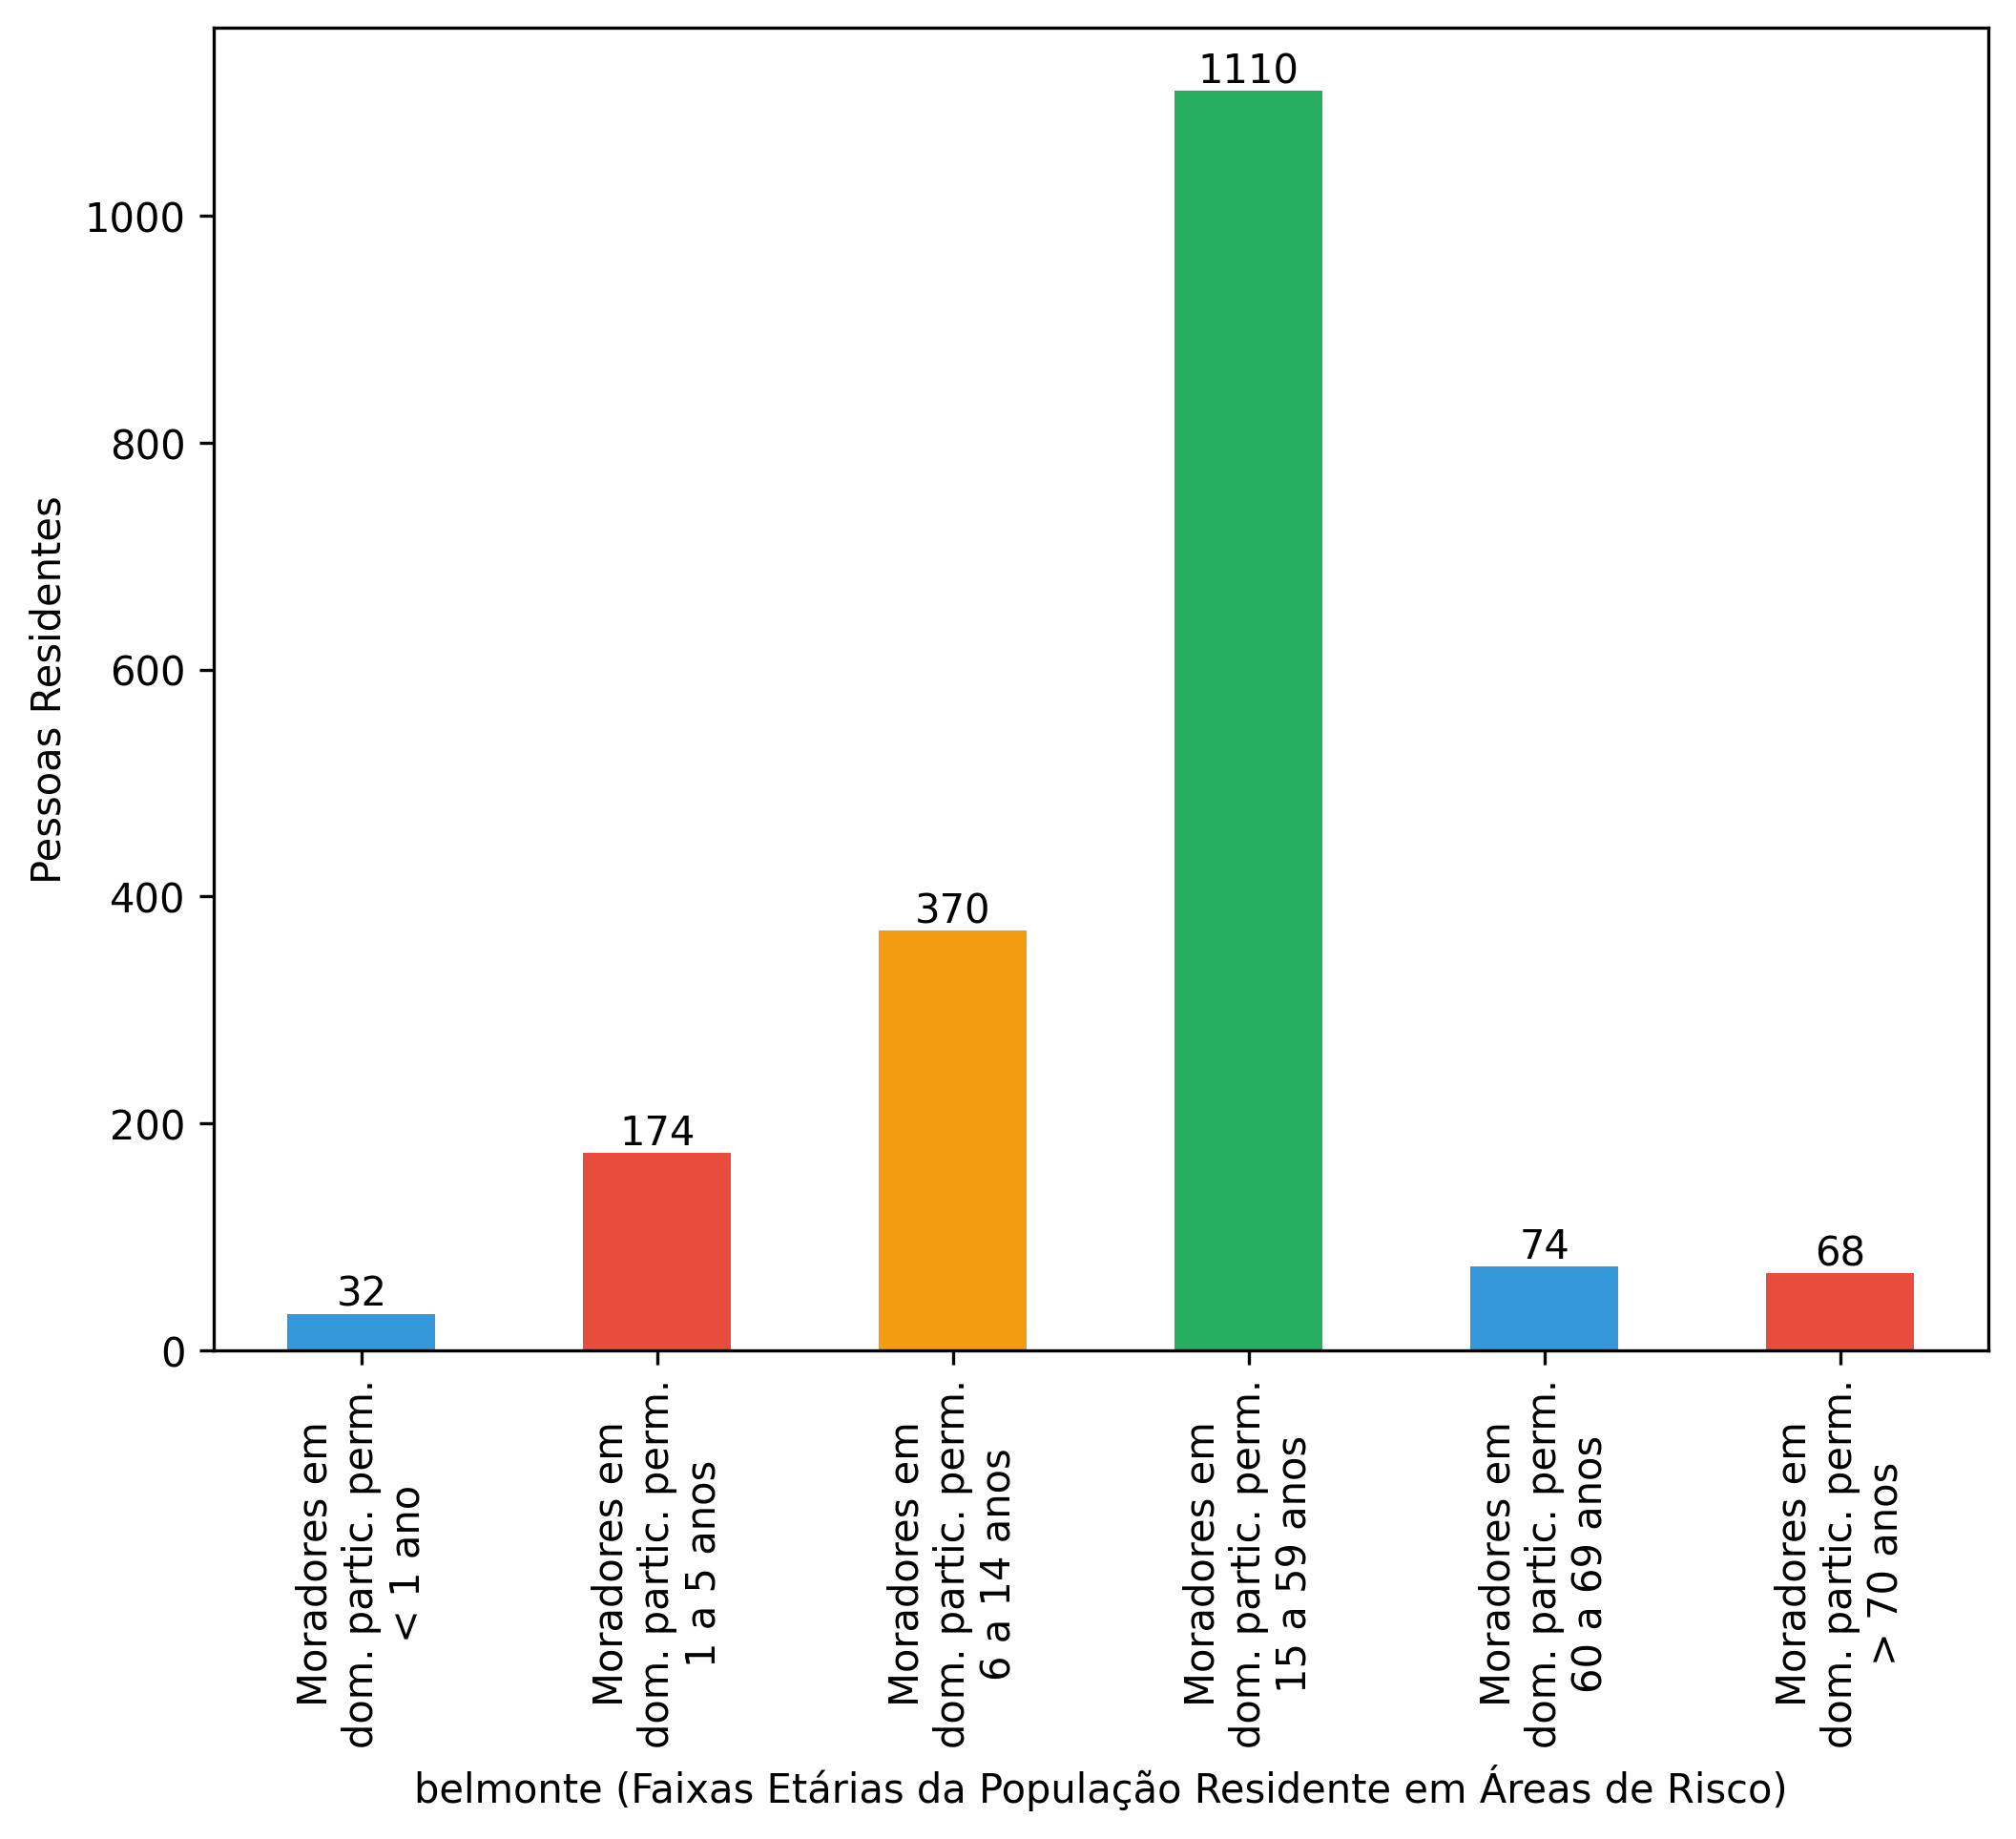 Pessoas Residentes
1000
800
600
400
200
0
1110
370
174
74
68
32
Moradores em
dom. partic. perm.
< 1 ano
Moradores em
dom. partic. perm.
1 a 5 anos
Moradores em
dom. partic. perm.
6 a 14 anos
Moradores em
dom. partic. perm.
15 a 59 anos
Moradores em
dom. partic. perm.
60 a 69 anos
Moradores em
dom. partic. perm.
> 70 anos
belmonte (Faixas Etárias da População Residente em Áreas de Risco)